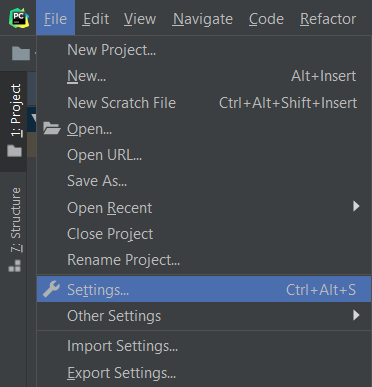 PC File Edit View Navigate Code Refactor
New Project...
New... Alt+Insert
New Scratch File Ctrl+Alt+Shift+Insert
Open...
Open URL...
Save As...
Open Recent
Close Project
Rename Project...
Settings... Ctrl+Alt+S
Other Settings
Import Settings...
Export Settings...
1: Project
7: Structure